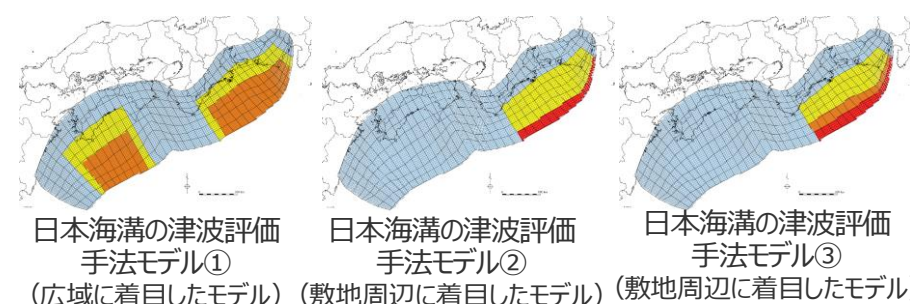 日本海溝の津波評価
手法モデル①
（広域に着目したモデル）
日本海溝の津波評価
手法モデル②
（敷地周辺に着目したモデル）
日本海溝の津波評価
手法モデル③
（敷地周辺に着目したモデル